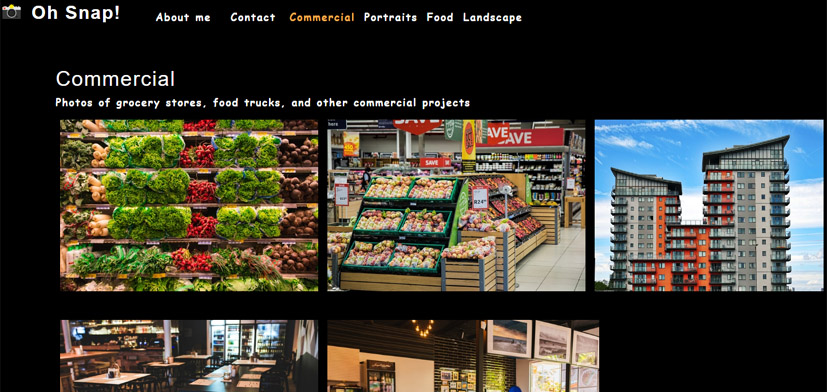 Oh Snap!
About me Contact Commercial Portraits Food Landscape
Commercial
Photos of grocery stores, food trucks, and other commercial projects
SAVE
SAVE
SAVE